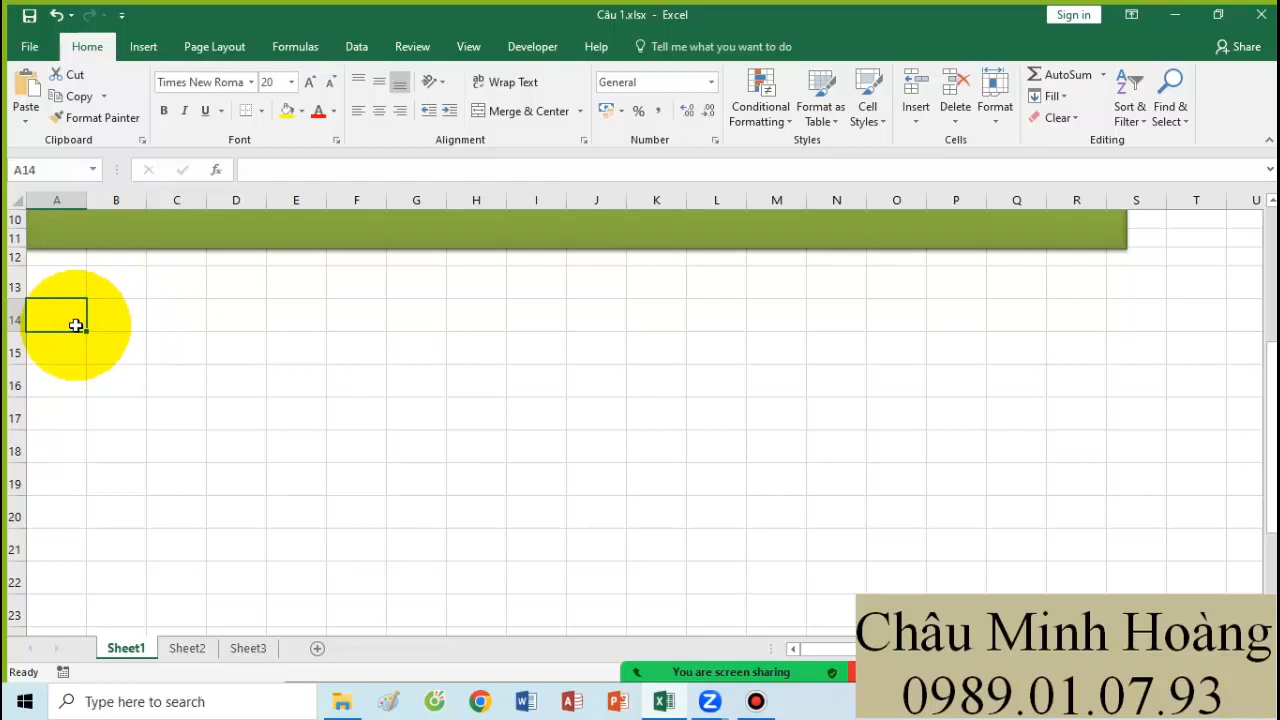 Câu 1.xlsx - Excel
Sign in
File Home Insert Page Layout Formulas Data Review View Developer Help Tell me what you want to do Share
Paste
Cut
Copy
Format Painter
Clipboard
Times New Roma 20
B I U
A A A
Font
ab Wrap Text
Merge & Center
Alignment
General
% ,
Number
Conditional Formatting
Format as Table
Cell Styles
Styles
Insert Delete Format
Cells
AutoSum
Fill
Clear
Sort & Filter
Find & Select
Editing
A14
fx
A B C D E F G H I J K L M N O P Q R S T U
10
11
12
13
14
15
16
17
18
19
20
21
22
23
Sheet1 Sheet2 Sheet3
Ready
You are screen sharing
Type here to search
Châu Minh Hoàng
0989.01.07.93